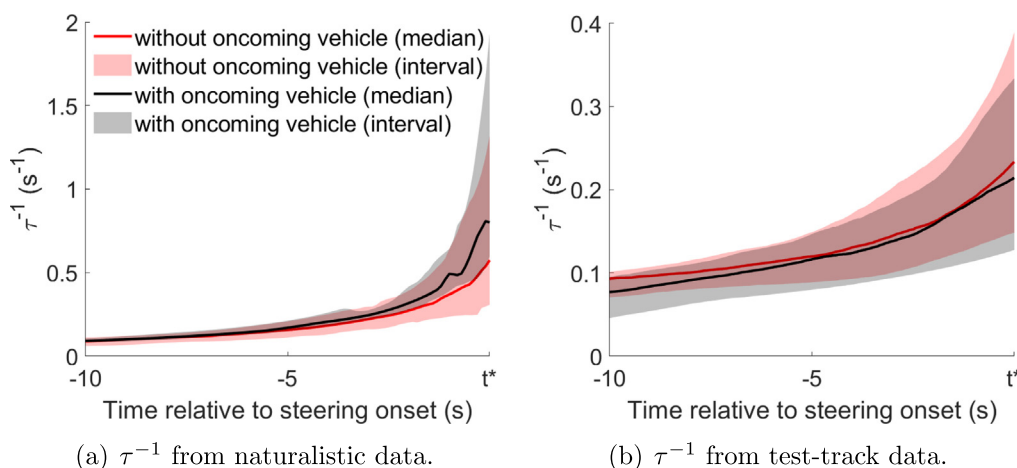 2
1.5
1
0.5
0
τ⁻¹ (s⁻¹)
without oncoming vehicle (median)
without oncoming vehicle (interval)
with oncoming vehicle (median)
with oncoming vehicle (interval)
-10 -5 t*
Time relative to steering onset (s)
(a) τ⁻¹ from naturalistic data.
0.4
0.3
0.2
0.1
0
τ⁻¹ (s⁻¹)
-10 -5 t*
Time relative to steering onset (s)
(b) τ⁻¹ from test-track data.